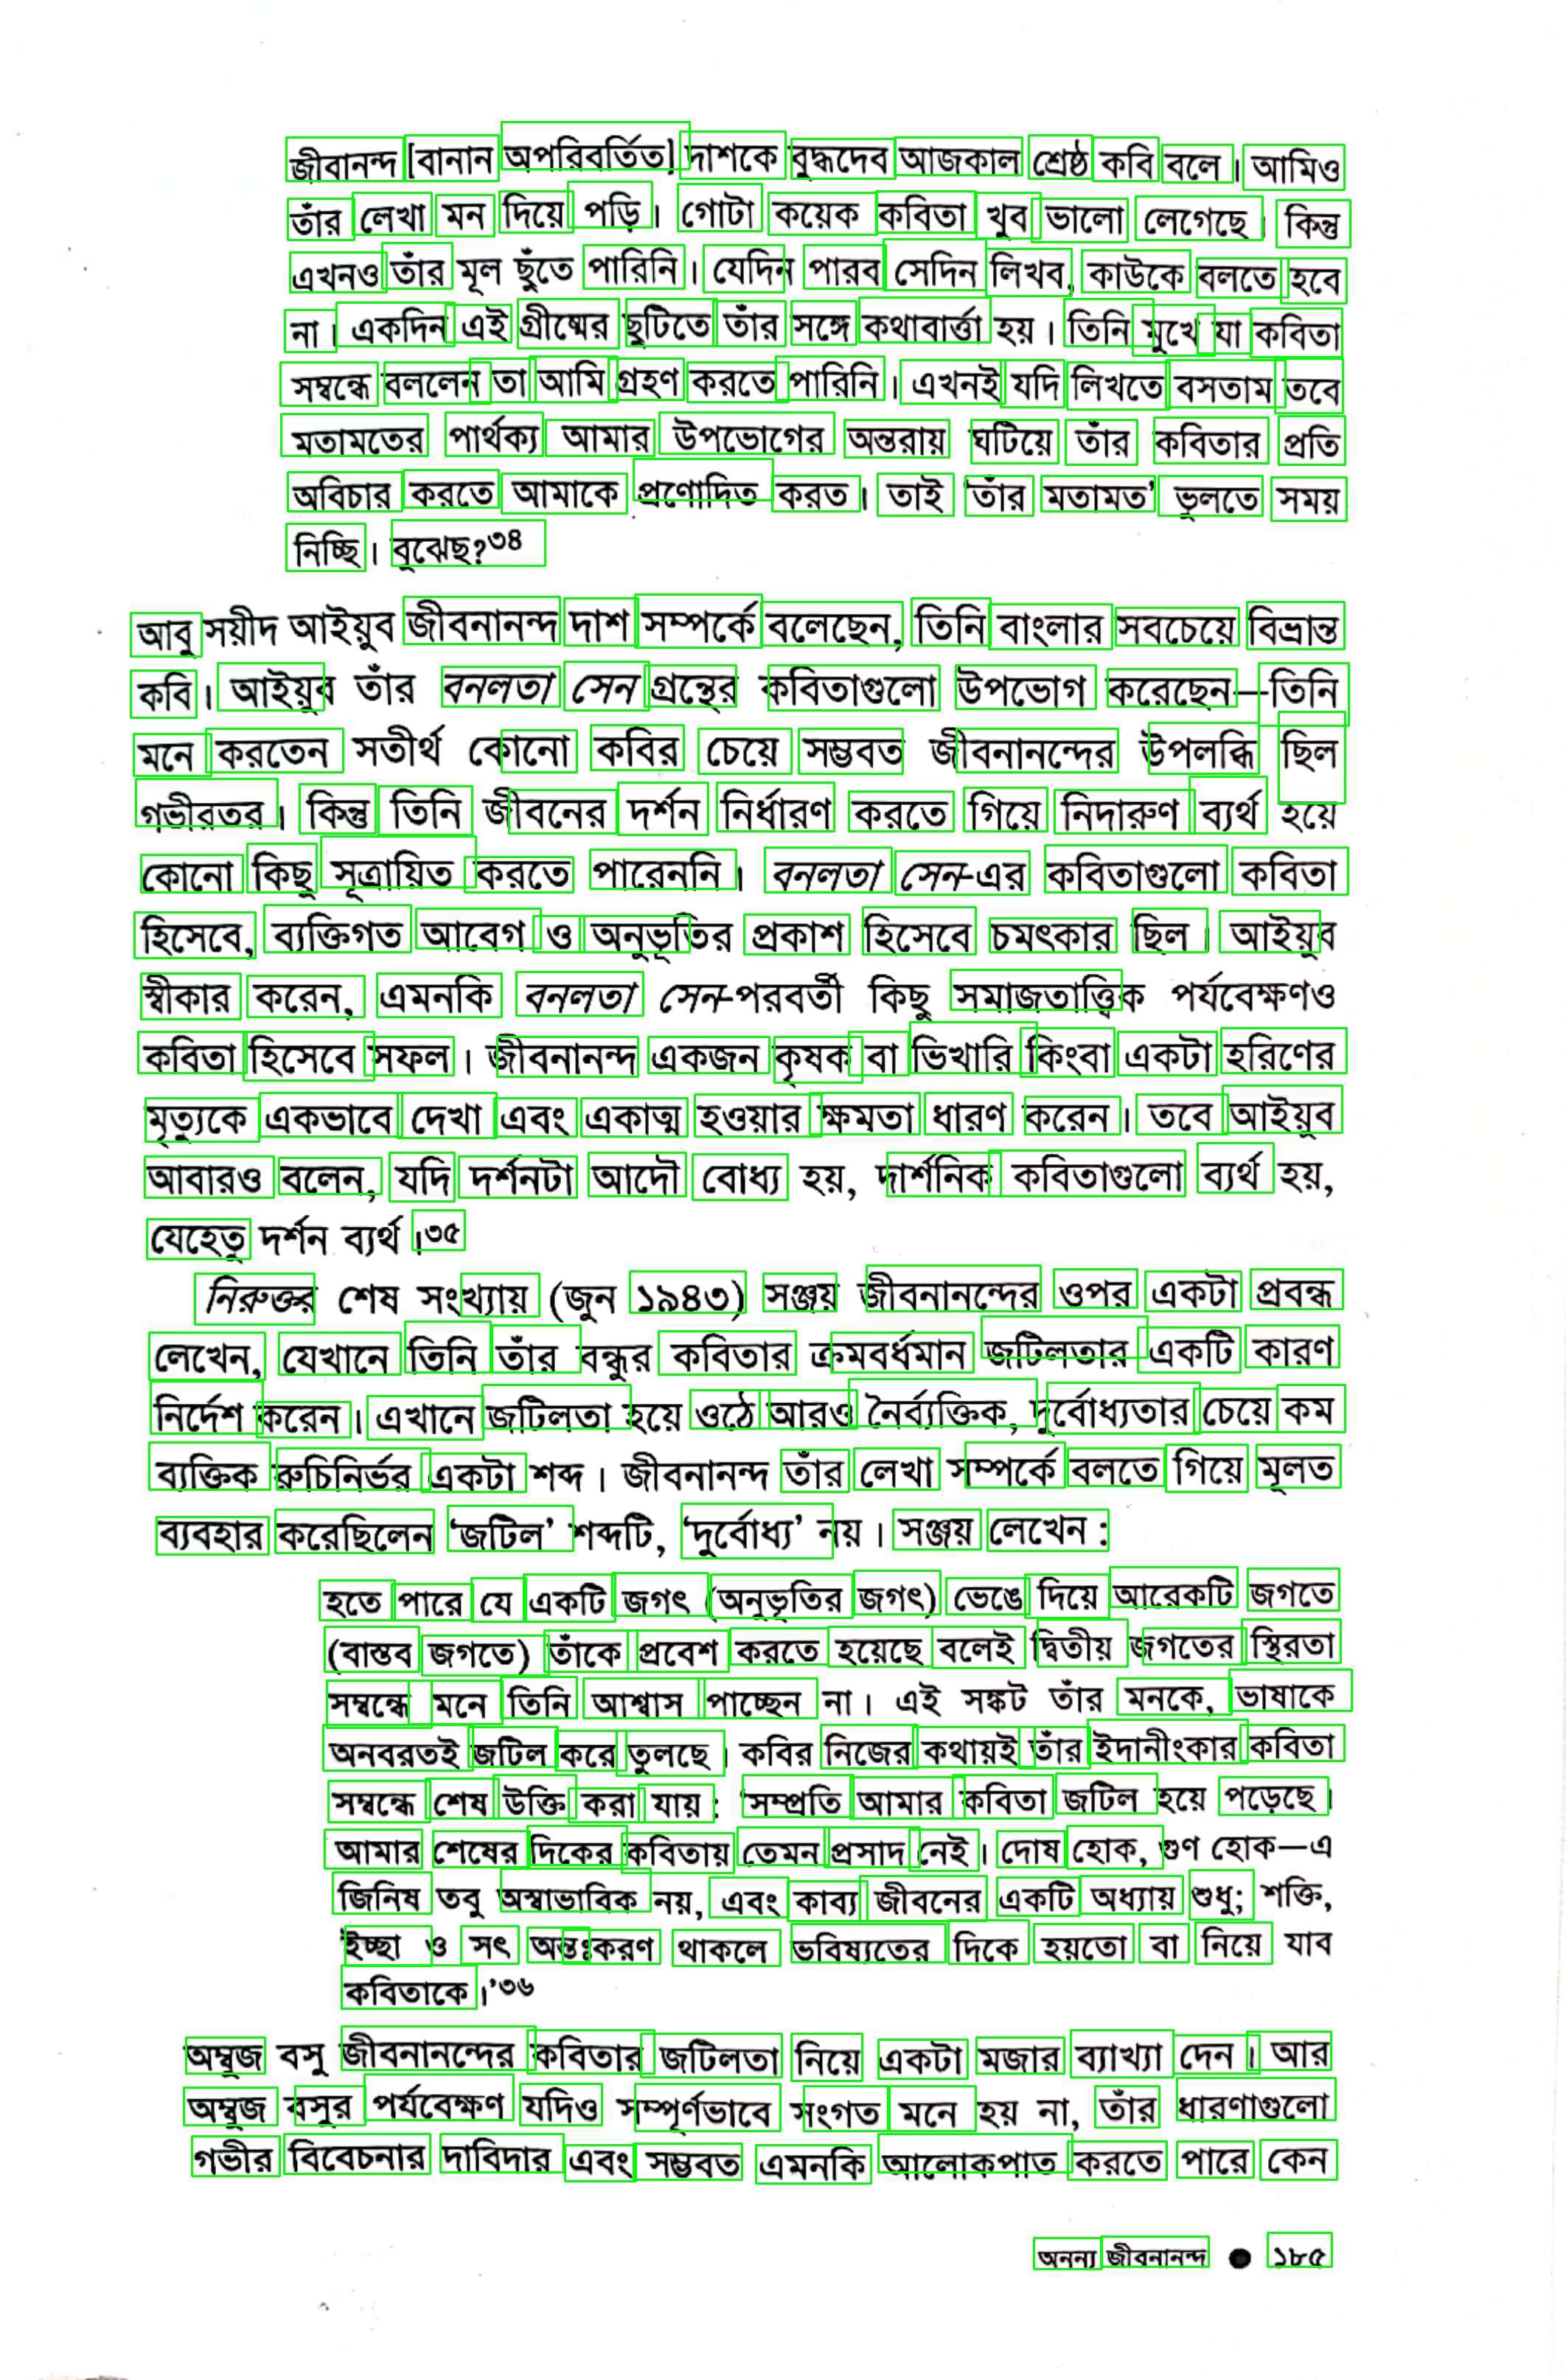 জীবানন্দ [বানান অপরিবর্তিত] দাশকে বুদ্ধদেব আজকাল শ্রেষ্ঠ কবি বলে। আমিও
তাঁর লেখা মন দিয়ে পড়ি। গোটা কয়েক কবিতা খুব ভালো লেগেছে। কিন্তু
এখনও তাঁর মূল ছুঁতে পারিনি। যেদিন পারব সেদিন লিখব, কাউকে বলতে হবে
না। একদিন এই গ্রীষ্মের ছুটিতে তাঁর সঙ্গে কথাবার্ত্তা হয়। তিনি মুখে যা কবিতা
সম্বন্ধে বললেন তা আমি গ্রহণ করতে পারিনি। এখনই যদি লিখতে বসতাম তবে
মতামতের পার্থক্য আমার উপভোগের অন্তরায় ঘটিয়ে তাঁর কবিতার প্রতি
অবিচার করতে আমাকে প্রণোদিত করত। তাই 'তাঁর মতামত' ভুলতে সময়
নিচ্ছি। বুঝেছ?৩৪
আবু সয়ীদ আইয়ুব জীবনানন্দ দাশ সম্পর্কে বলেছেন, তিনি বাংলার সবচেয়ে বিভ্রান্ত
কবি। আইয়ুব তাঁর বনলতা সেন গ্রন্থের কবিতাগুলো উপভোগ করেছেন—তিনি
মনে করতেন সতীর্থ কোনো কবির চেয়ে সম্ভবত জীবনানন্দের উপলব্ধি ছিল
গভীরতর। কিন্তু তিনি জীবনের দর্শন নির্ধারণ করতে গিয়ে নিদারুণ ব্যর্থ হয়ে
কোনো কিছু সূত্রায়িত করতে পারেননি। বনলতা সেন-এর কবিতাগুলো কবিতা
হিসেবে, ব্যক্তিগত আবেগ ও অনুভূতির প্রকাশ হিসেবে চমৎকার ছিল। আইয়ুব
স্বীকার করেন, এমনকি বনলতা সেন-পরবর্তী কিছু সমাজতাত্ত্বিক পর্যবেক্ষণও
কবিতা হিসেবে সফল। জীবনানন্দ একজন কৃষক বা ভিখারি কিংবা একটা হরিণের
মৃত্যুকে একভাবে দেখা এবং একাত্ম হওয়ার ক্ষমতা ধারণ করেন। তবে আইয়ুব
আবারও বলেন, যদি দর্শনটা আদৌ বোধ্য হয়, দার্শনিক কবিতাগুলো ব্যর্থ হয়,
যেহেতু দর্শন ব্যর্থ।৩৫
নিরুক্তর শেষ সংখ্যায় (জুন ১৯৪৩) সঞ্জয় জীবনানন্দের ওপর একটা প্রবন্ধ
লেখেন, যেখানে তিনি তাঁর বন্ধুর কবিতার ক্রমবর্ধমান জটিলতার একটি কারণ
নির্দেশ করেন। এখানে জটিলতা হয়ে ওঠে আরও নৈর্ব্যক্তিক, দুর্বোধ্যতার চেয়ে কম
ব্যক্তিক রুচিনির্ভর একটা শব্দ। জীবনানন্দ তাঁর লেখা সম্পর্কে বলতে গিয়ে মূলত
ব্যবহার করেছিলেন 'জটিল' শব্দটি, 'দুর্বোধ্য' নয়। সঞ্জয় লেখেন :
হতে পারে যে একটি জগৎ (অনুভূতির জগৎ) ভেঙে দিয়ে আরেকটি জগতে
(বাস্তব জগতে) তাঁকে প্রবেশ করতে হয়েছে বলেই দ্বিতীয় জগতের স্থিরতা
সম্বন্ধে মনে তিনি আশ্বাস পাচ্ছেন না। এই সঙ্কট তাঁর মনকে, ভাষাকে
অনবরতই জটিল করে তুলছে। কবির নিজের কথায়ই তাঁর ইদানীংকার কবিতা
সম্বন্ধে শেষ উক্তি করা যায় : 'সম্প্রতি আমার কবিতা জটিল হয়ে পড়েছে।
আমার শেষের দিকের কবিতায় তেমন প্রসাদ নেই। দোষ হোক, গুণ হোক—এ
জিনিষ তবু অস্বাভাবিক নয়, এবং কাব্য জীবনের একটি অধ্যায় শুধু; শক্তি,
ইচ্ছা ও সৎ অন্তঃকরণ থাকলে ভবিষ্যতের দিকে হয়তো বা নিয়ে যাব
কবিতাকে।'৩৬
অম্বুজ বসু জীবনানন্দের কবিতার জটিলতা নিয়ে একটা মজার ব্যাখ্যা দেন। আর
অম্বুজ বসুর পর্যবেক্ষণ যদিও সম্পূর্ণভাবে সংগত মনে হয় না, তাঁর ধারণাগুলো
গভীর বিবেচনার দাবিদার এবং সম্ভবত এমনকি আলোকপাত করতে পারে কেন
অনন্য জীবনানন্দ ● ১৮৫